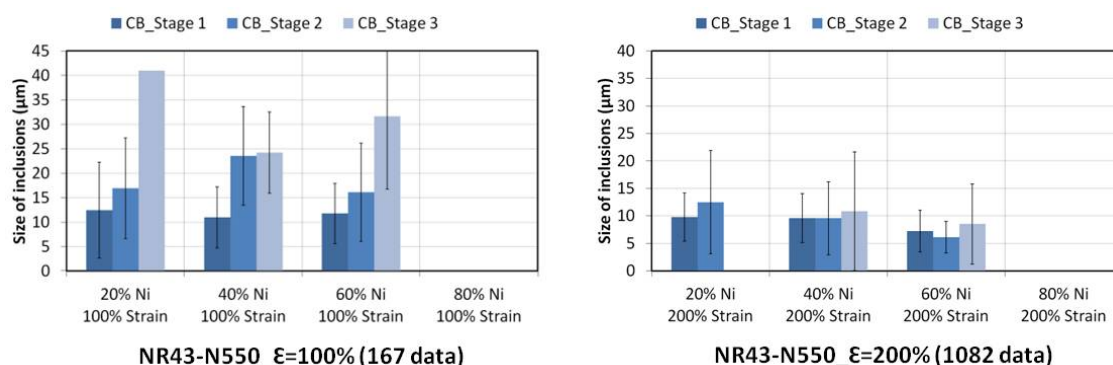 CB_Stage 1 CB_Stage 2 CB_Stage 3
Size of inclusions (µm)
45
40
35
30
25
20
15
10
5
0
20% Ni 40% Ni 60% Ni 80% Ni
100% Strain 100% Strain 100% Strain 100% Strain
NR43-N550_Ɛ=100% (167 data)
CB_Stage 1 CB_Stage 2 CB_Stage 3
Size of inclusions (µm)
40
35
30
25
20
15
10
5
0
20% Ni 40% Ni 60% Ni 80% Ni
200% Strain 200% Strain 200% Strain 200% Strain
NR43-N550_Ɛ=200% (1082 data)